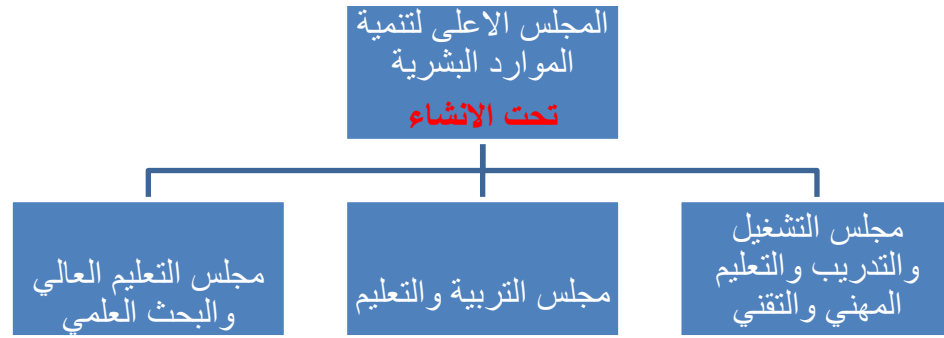 المجلس الاعلى لتنمية
الموارد البشرية
تحت الانشاء
مجلس التشغيل
والتدريب والتعليم
المهني والتقني
مجلس التربية والتعليم
مجلس التعليم العالي
والبحث العلمي